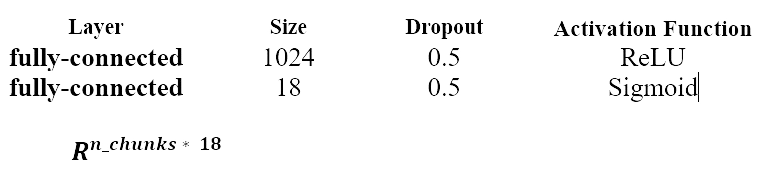 Layer Size Dropout Activation Function
fully-connected 1024 0.5 ReLU
fully-connected 18 0.5 Sigmoid
R^n_chunks * 18